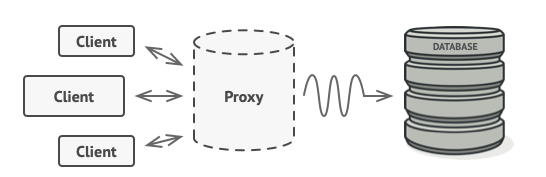 Client
Client
Client
Proxy
DATABASE